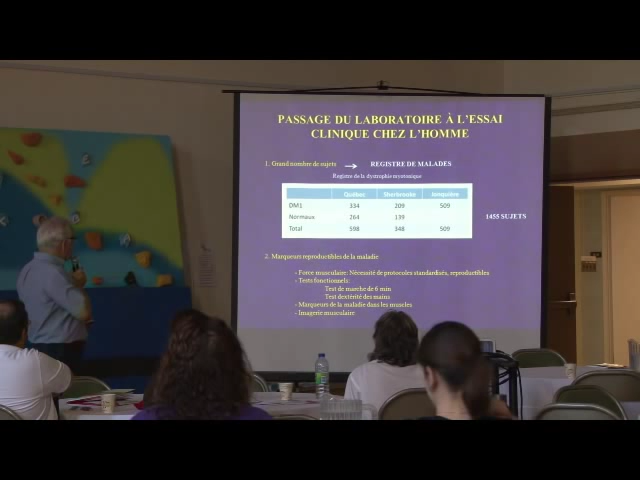 PASSAGE DU LABORATOIRE À L'ESSAI
CLINIQUE CHEZ L'HOMME
1. Grand nombre de sujets → REGISTRE DE MALADES
Registre de la dystrophie myotonique
Québec Sherbrooke Jonquière
DM1 334 209 509
Normaux 264 139
Total 598 348 509
1455 SUJETS
2. Marqueurs reproductibles de la maladie
- Force musculaire: Nécessité de protocoles standardisés, reproductibles
- Tests fonctionnels:
Test de marche de 6 min
Test dextérité des mains
- Marqueurs de la maladie dans les muscles
- Imagerie musculaire